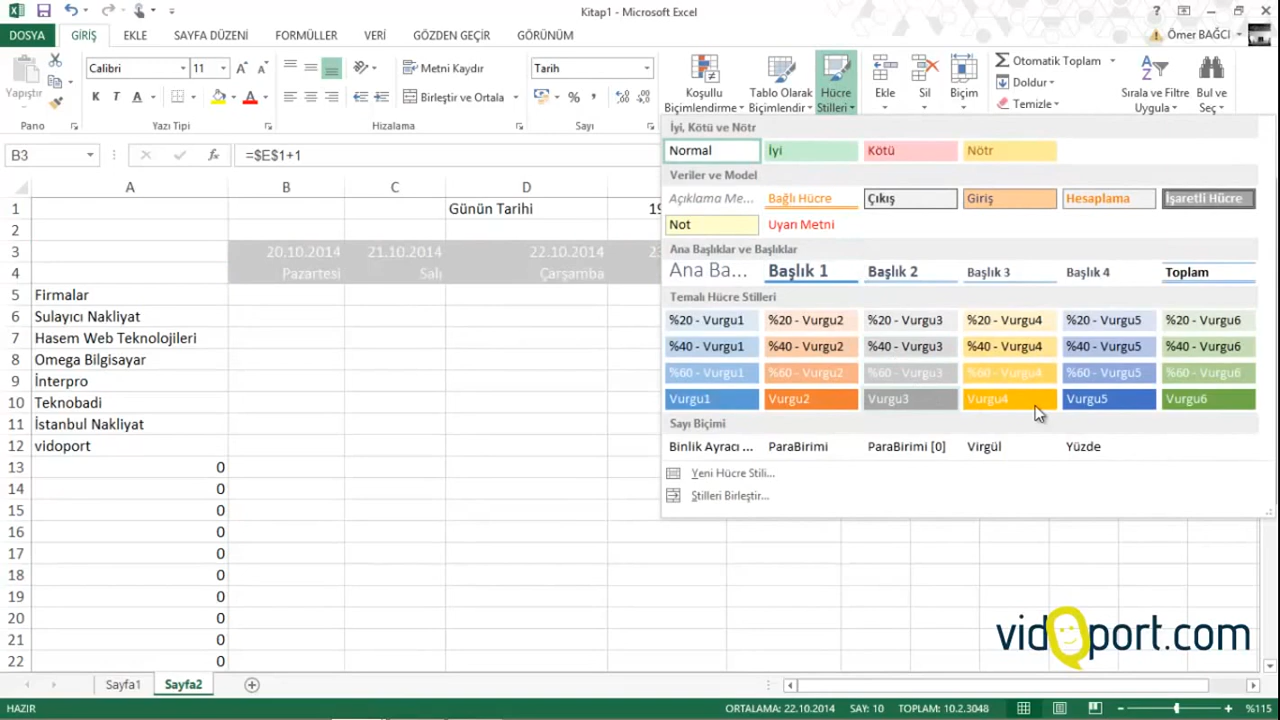 Kitap1 - Microsoft Excel
DOSYA GİRİŞ EKLE SAYFA DÜZENİ FORMÜLLER VERİ GÖZDEN GEÇİR GÖRÜNÜM Ömer BAĞCI
Yapıştır
Pano
Calibri 11
K T A
Yazı Tipi
Metni Kaydır
Birleştir ve Ortala
Hizalama
Tarih
Sayı
Koşullu Biçimlendirme
Tablo Olarak Biçimlendir
Hücre Stilleri
Ekle
Sil
Biçim
Otomatik Toplam
Doldur
Temizle
Sırala ve Filtre Uygula
Bul ve Seç
B3 =$E$1+1
A B C D
1 Günün Tarihi 19
2
3 20.10.2014 21.10.2014 22.10.2014
4 Pazartesi Salı Çarşamba
5 Firmalar
6 Sulayıcı Nakliyat
7 Hasem Web Teknolojileri
8 Omega Bilgisayar
9 İnterpro
10 Teknobadi
11 İstanbul Nakliyat
12 vidoport
13 0
14 0
15 0
16 0
17 0
18 0
19 0
20 0
21 0
22 0
İyi, Kötü ve Nötr
Normal İyi Kötü Nötr
Veriler ve Model
Açıklama Me... Bağlı Hücre Çıkış Giriş Hesaplama İşaretli Hücre
Not Uyarı Metni
Ana Başlıklar ve Başlıklar
Ana Ba... Başlık 1 Başlık 2 Başlık 3 Başlık 4 Toplam
Temalı Hücre Stilleri
%20 - Vurgu1 %20 - Vurgu2 %20 - Vurgu3 %20 - Vurgu4 %20 - Vurgu5 %20 - Vurgu6
%40 - Vurgu1 %40 - Vurgu2 %40 - Vurgu3 %40 - Vurgu4 %40 - Vurgu5 %40 - Vurgu6
%60 - Vurgu1 %60 - Vurgu2 %60 - Vurgu3 %60 - Vurgu4 %60 - Vurgu5 %60 - Vurgu6
Vurgu1 Vurgu2 Vurgu3 Vurgu4 Vurgu5 Vurgu6
Sayı Biçimi
Binlik Ayracı ... ParaBirimi ParaBirimi [0] Virgül Yüzde
Yeni Hücre Stili...
Stilleri Birleştir...
vidoport.com
Sayfa1 Sayfa2
HAZIR ORTALAMA: 22.10.2014 SAY: 10 TOPLAM: 10.2.3048 %115